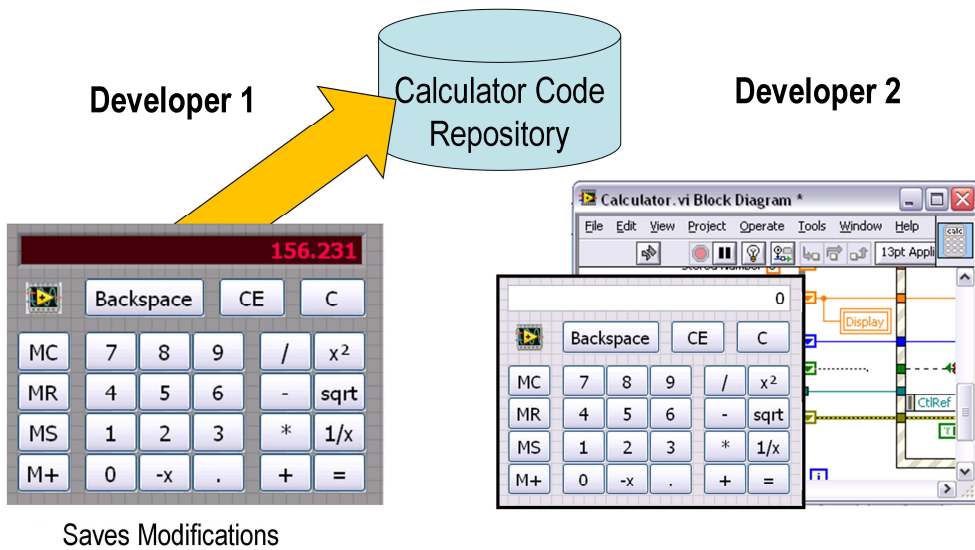 Calculator Code
Repository
Developer 1
Developer 2
156.231
Backspace CE C
MC 7 8 9 / x²
MR 4 5 6 - sqrt
MS 1 2 3 * 1/x
M+ 0 -x . + =
Saves Modifications
Calculator.vi Block Diagram *
File Edit View Project Operate Tools Window Help
calc
13pt Appli
Display
CtlRef
0
Backspace CE C
MC 7 8 9 / x²
MR 4 5 6 - sqrt
MS 1 2 3 * 1/x
M+ 0 -x . + =
i